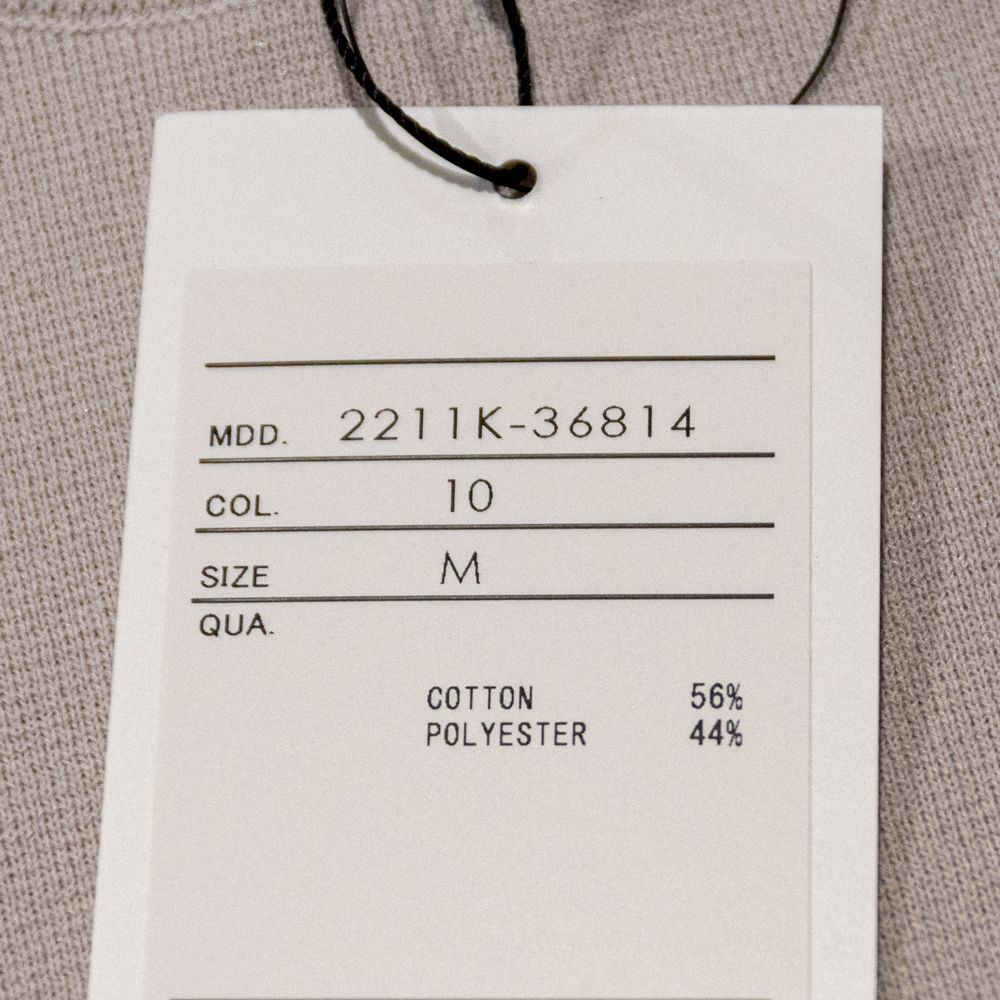 MDD. 2211K-36814
COL. 10
SIZE M
QUA.
COTTON 56%
POLYESTER 44%